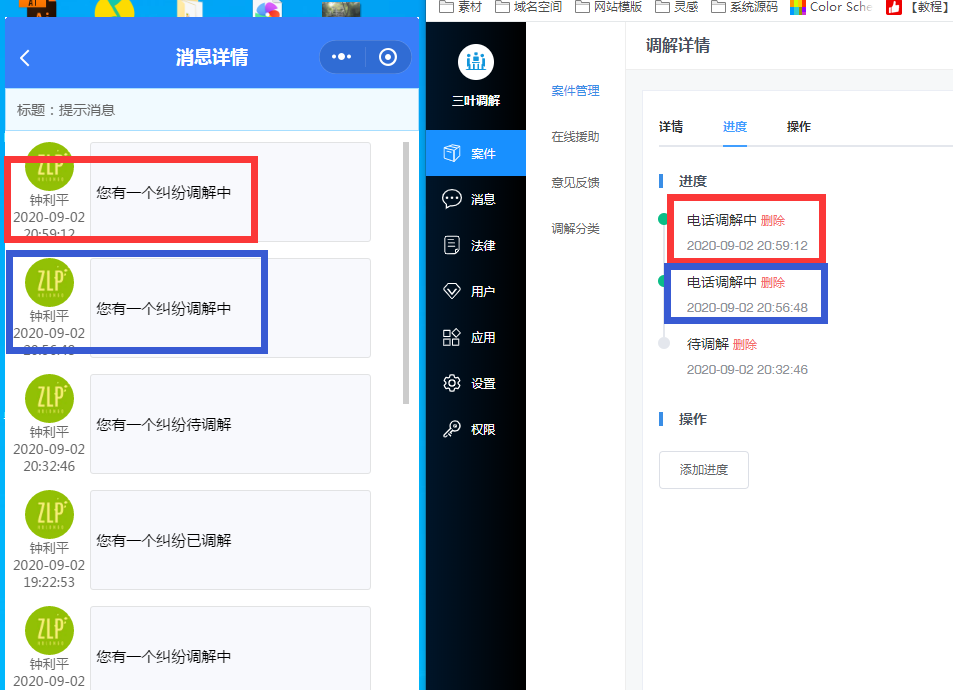 Ai
消息详情
标题：提示消息
ZLP
钟利平
2020-09-02
20:59:12
您有一个纠纷调解中
ZLP
钟利平
2020-09-02
20:56:48
您有一个纠纷调解中
ZLP
钟利平
2020-09-02
20:32:46
您有一个纠纷待调解
ZLP
钟利平
2020-09-02
19:22:53
您有一个纠纷已调解
ZLP
钟利平
2020-09-02
您有一个纠纷调解中
素材 域名空间 网站模版 灵感 系统源码 Color Sche 【教程】
三叶调解
案件
消息
法律
用户
应用
设置
权限
案件管理
在线援助
意见反馈
调解分类
调解详情
详情 进度 操作
进度
电话调解中 删除
2020-09-02 20:59:12
电话调解中 删除
2020-09-02 20:56:48
待调解 删除
2020-09-02 20:32:46
操作
添加进度